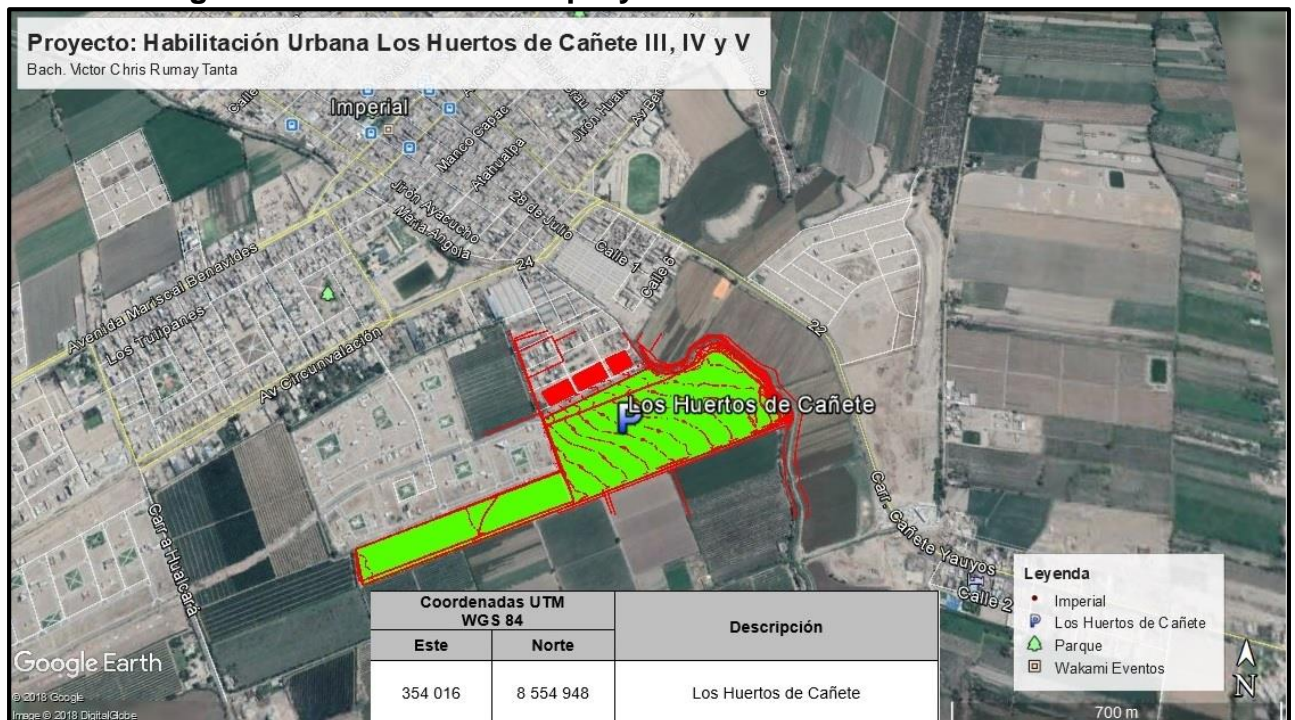 Proyecto: Habilitación Urbana Los Huertos de Cañete III, IV y V
Bach. Victor Chris Rumay Tanta
Imperial
Manco Capac
Atahualpa
Jirón Ayacucho
María Angola
28 de Julio
Calle 1
Calle 6
24
22
Avenida Mariscal Benavides
Los Tulipanes
Av Circunvalación
Los Huertos de Cañete
Carr. Cañete Yauyos
Calle 2
Coordenadas UTM
WGS 84
Descripción
Este
Norte
354 016
8 554 948
Los Huertos de Cañete
Leyenda
Imperial
Los Huertos de Cañete
Parque
Wakami Eventos
N
700 m
Google Earth
© 2018 Google
Image © 2018 DigitalGlobe